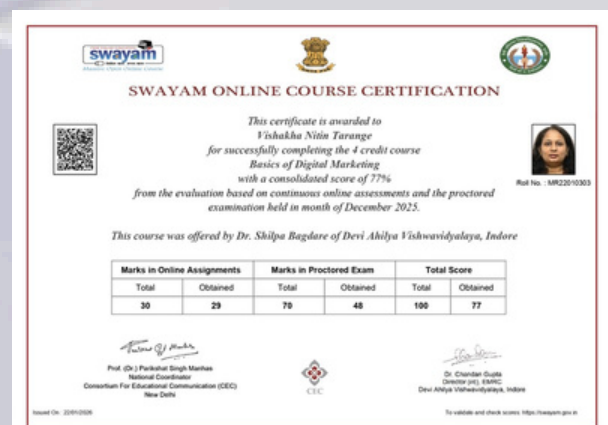 swayam
SWAYAM ONLINE COURSE CERTIFICATION
This certificate is awarded to
Vishakha Nitin Tarange
for successfully completing the 4 credit course
Basics of Digital Marketing
with a consolidated score of 77%
from the evaluation based on continuous online assessments and the proctored
examination held in month of December 2025.
Roll No. : MR22010303
This course was offered by Dr. Shilpa Bagdare of Devi Ahilya Vishwavidyalaya, Indore
Marks in Online Assignments Marks in Proctored Exam Total Score
Total Obtained Total Obtained Total Obtained
30 29 70 48 100 77
Prof. (Dr.) Parikshat Singh Manhas
National Coordinator
Consortium For Educational Communication (CEC)
New Delhi
CEC
Dr. Chandan Gupta
Director (I/c), EMRC
Devi Ahilya Vishwavidyalaya, Indore
Issued On: 22/01/2026
To validate and check scores: https://swayam.gov.in